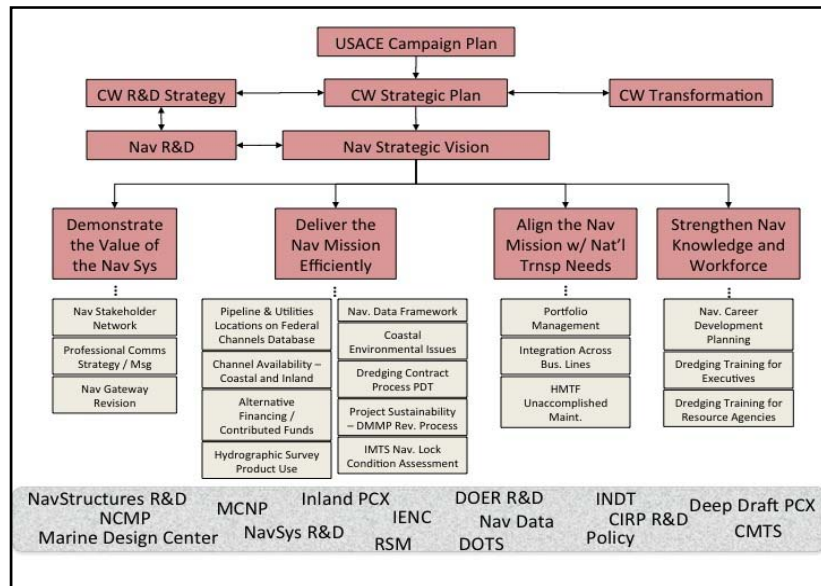 USACE Campaign Plan
CW R&D Strategy
CW Strategic Plan
CW Transformation
Nav R&D
Nav Strategic Vision
Demonstrate
the Value of
the Nav Sys
Deliver the
Nav Mission
Efficiently
Align the Nav
Mission w/ Nat'l
Trnsp Needs
Strengthen Nav
Knowledge and
Workforce
Nav Stakeholder
Network
Professional Comms
Strategy / Msg
Nav Gateway
Revision
Pipeline & Utilities
Locations on Federal
Channels Database
Channel Availability –
Coastal and Inland
Alternative
Financing /
Contributed Funds
Hydrographic Survey
Product Use
Nav. Data Framework
Coastal
Environmental Issues
Dredging Contract
Process PDT
Project Sustainability
– DMMP Rev. Process
IMTS Nav. Lock
Condition Assessment
Portfolio
Management
Integration Across
Bus. Lines
HMTF
Unaccomplished
Maint.
Nav. Career
Development
Planning
Dredging Training for
Executives
Dredging Training for
Resource Agencies
NavStructures R&D
NCMP
Marine Design Center
MCNP
NavSys R&D
Inland PCX
IENC
RSM
DOER R&D
Nav Data
DOTS
INDT
CIRP R&D
Policy
Deep Draft PCX
CMTS